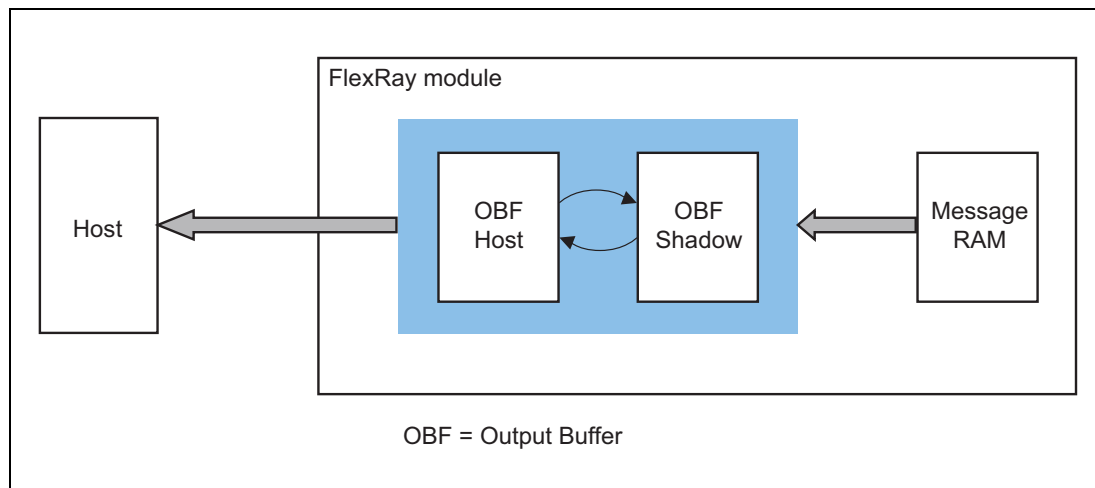 FlexRay module
Host
OBF
Host
OBF
Shadow
Message
RAM
OBF = Output Buffer